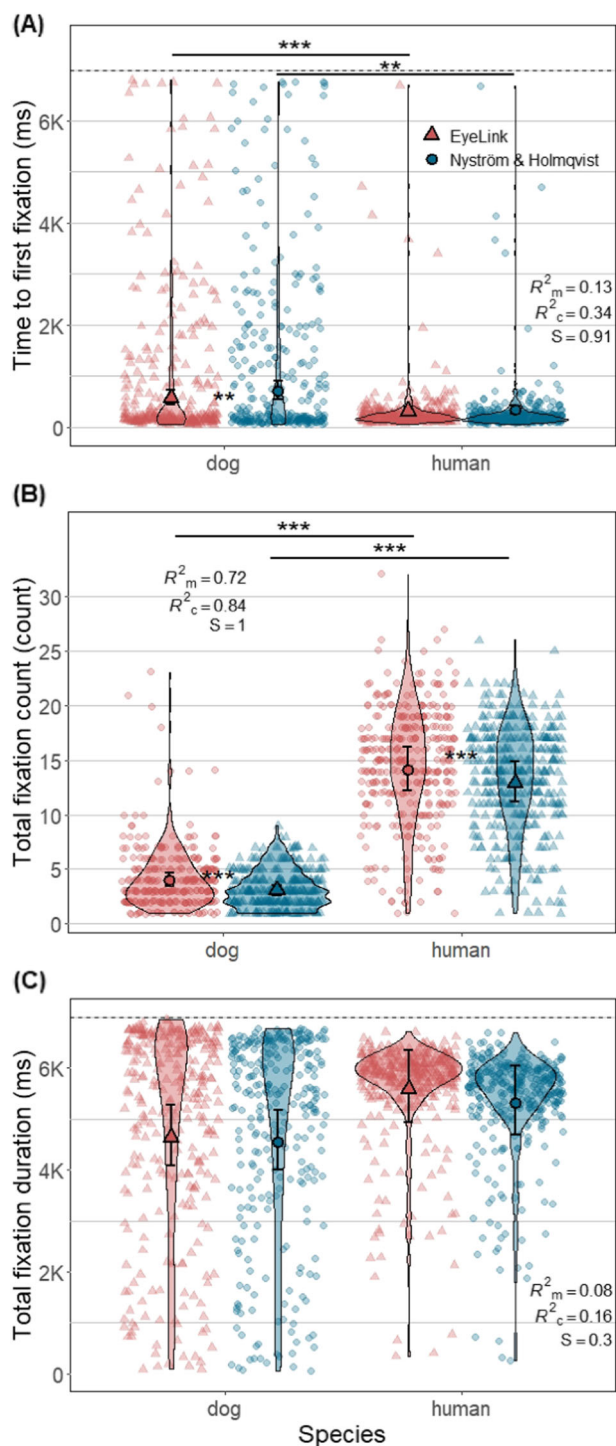 (A)
***
**
6K
EyeLink
Nyström & Holmqvist
Time to first fixation (ms)
4K
R²m = 0.13
R²c = 0.34
S = 0.91
2K
**
0
dog human
(B)
***
***
R²m = 0.72
R²c = 0.84
S = 1
30
25
Total fixation count (count)
20
15
***
10
5
***
0
dog human
(C)
6K
Total fixation duration (ms)
4K
2K
R²m = 0.08
R²c = 0.16
S = 0.3
0
dog human
Species